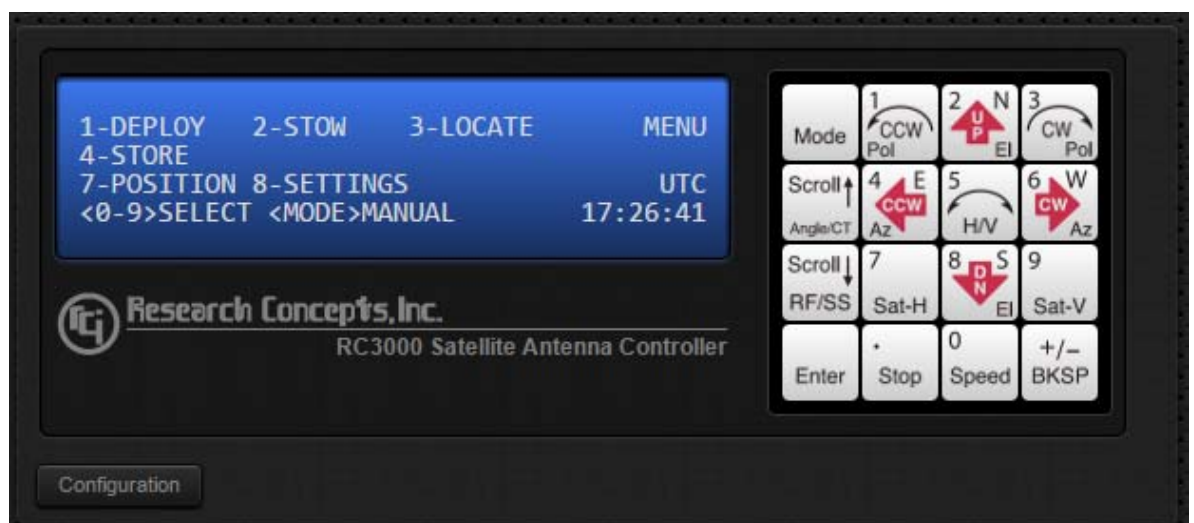 1-DEPLOY 2-STOW 3-LOCATE MENU
4-STORE
7-POSITION 8-SETTINGS UTC
<0-9>SELECT <MODE>MANUAL 17:26:41
rci Research Concepts, Inc.
RC3000 Satellite Antenna Controller
Mode
1 CCW Pol
2 N UP El
3 CW Pol
Scroll↑ Angle/CT
4 E CCW Az
5 H/V
6 W CW Az
Scroll↓ RF/SS
7 Sat-H
8 S DN El
9 Sat-V
Enter
. Stop
0 Speed
+/- BKSP
Configuration